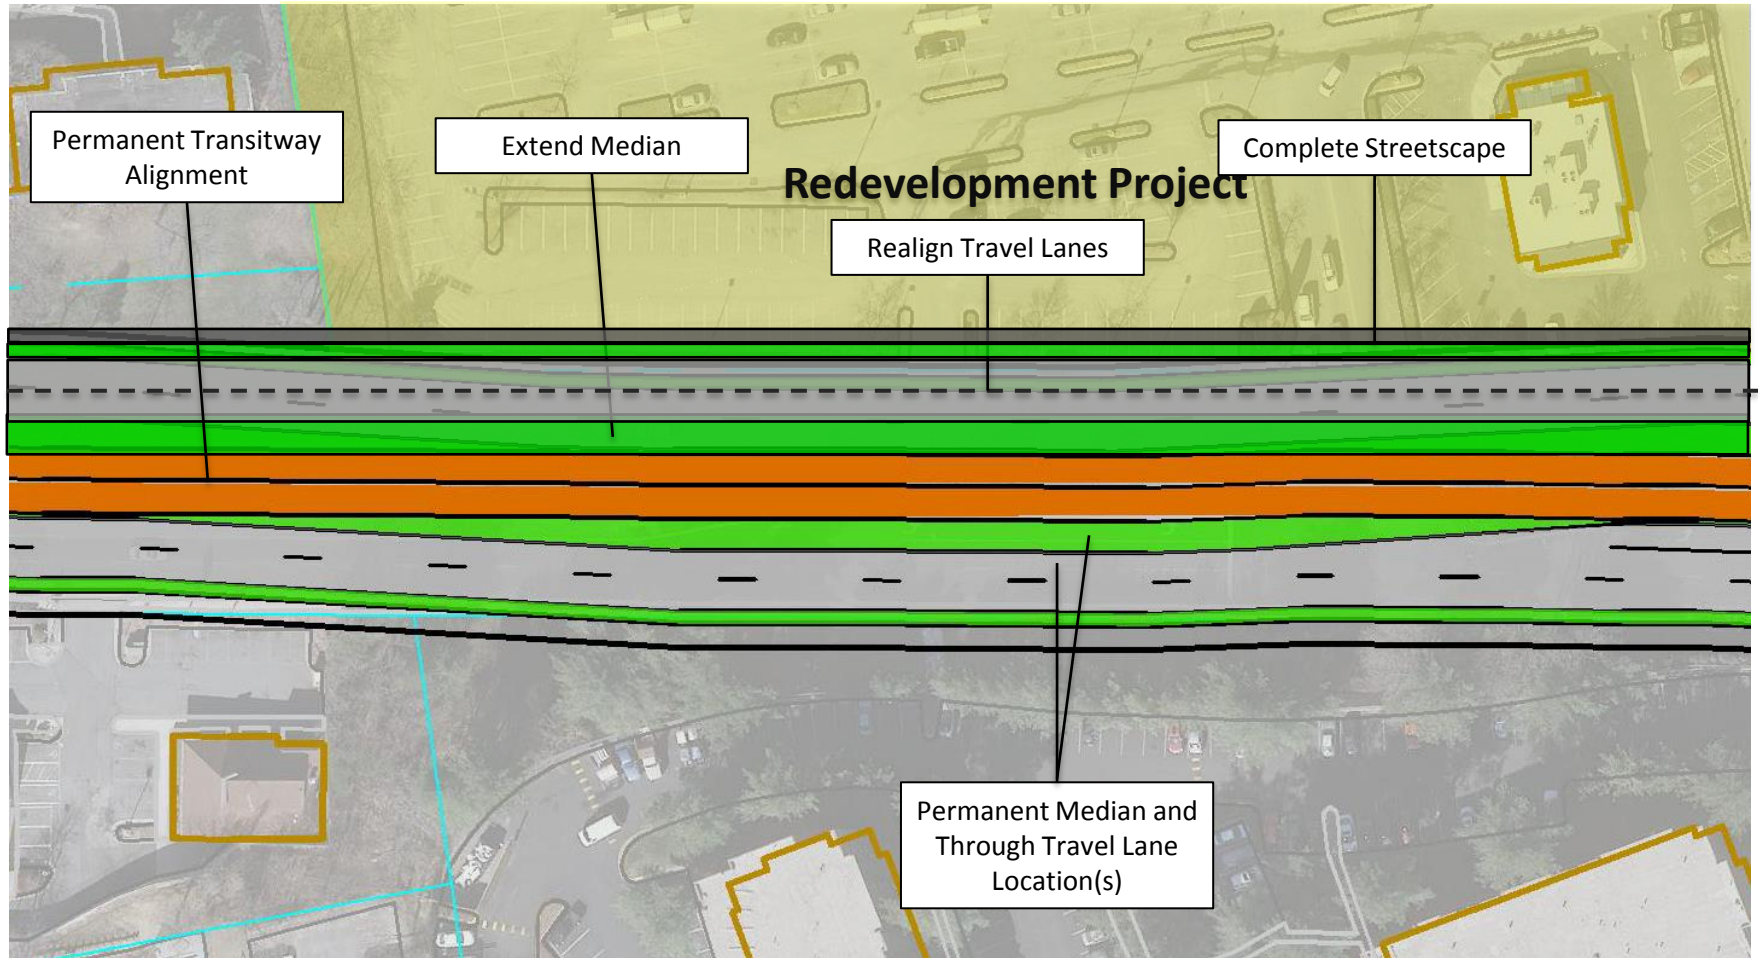 Permanent Transitway
Alignment
Extend Median
Complete Streetscape
Redevelopment Project
Realign Travel Lanes
Permanent Median and
Through Travel Lane
Location(s)